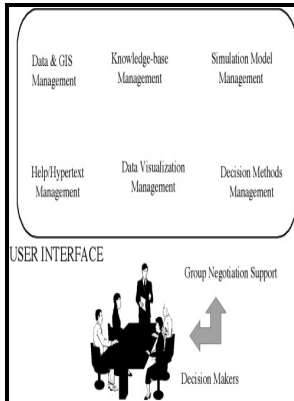 Data & GIS
Management
Knowledge-base
Management
Simulation Model
Management
Help/Hypertext
Management
Data Visualization
Management
Decision Methods
Management
USER INTERFACE
Group Negotiation Support
Decision Makers